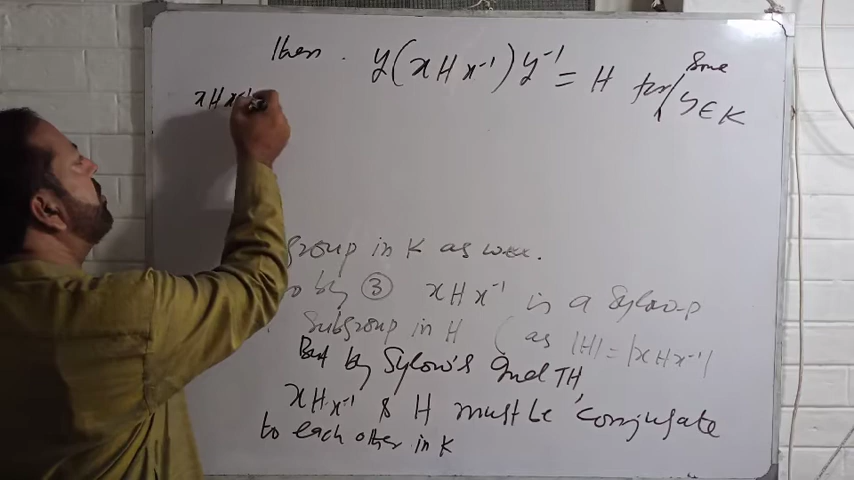 then. y(xHx⁻¹)y⁻¹ = H for some y∈K
xHx⁻¹
group in K as well.
by ③ xHx⁻¹ is a Sylow-p
Subgroup in H ( as |H|=|xHx⁻¹|
But by Sylow's 2nd TH,
xHx⁻¹ & H must be conjugate
to each other in K